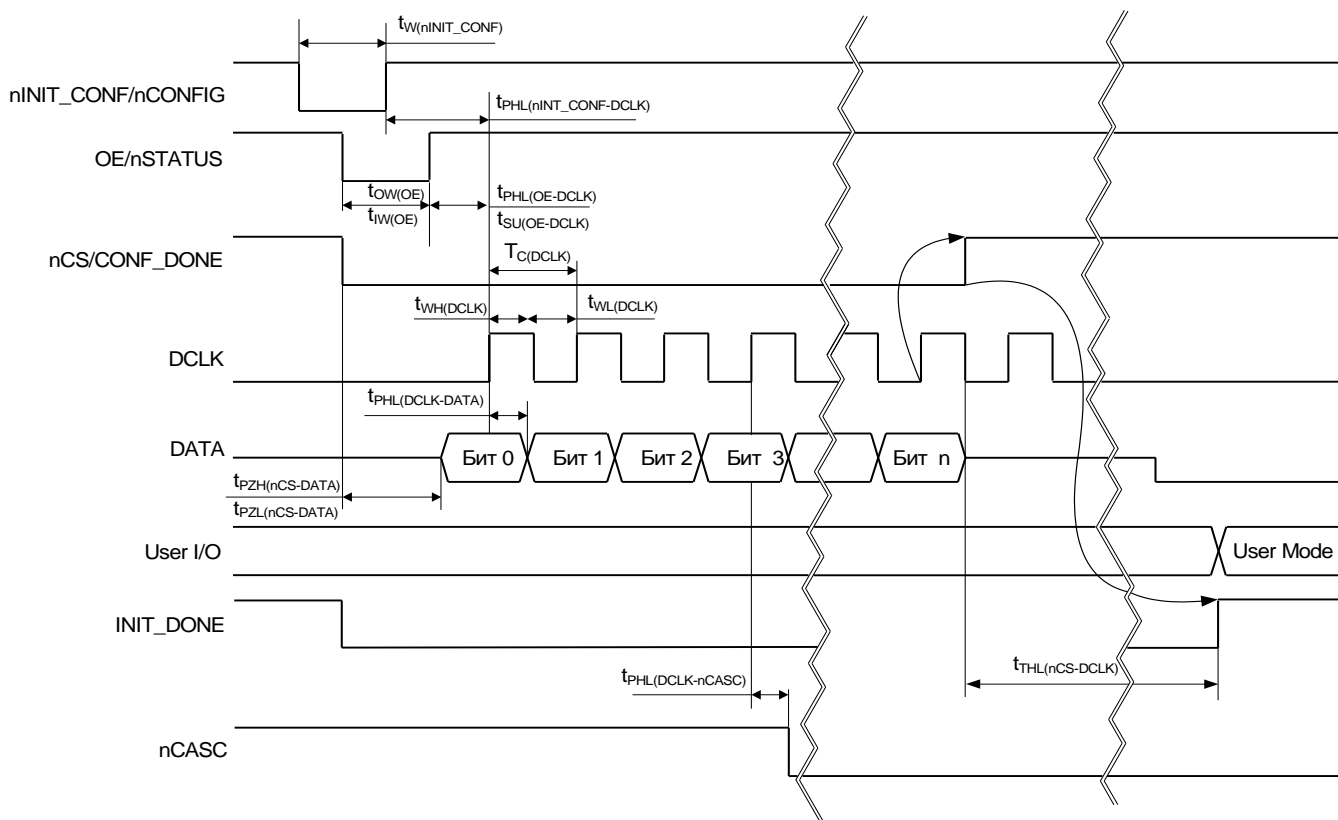 tW(nINIT_CONF)
nINIT_CONF/nCONFIG
tPHL(nINT_CONF-DCLK)
OE/nSTATUS
tOW(OE)
tIW(OE)
tPHL(OE-DCLK)
tSU(OE-DCLK)
nCS/CONF_DONE
TC(DCLK)
tWH(DCLK)
tWL(DCLK)
DCLK
tPHL(DCLK-DATA)
DATA
Бит 0
Бит 1
Бит 2
Бит 3
Бит n
tPZH(nCS-DATA)
tPZL(nCS-DATA)
User I/O
User Mode
INIT_DONE
tPHL(DCLK-nCASC)
tTHL(nCS-DCLK)
nCASC